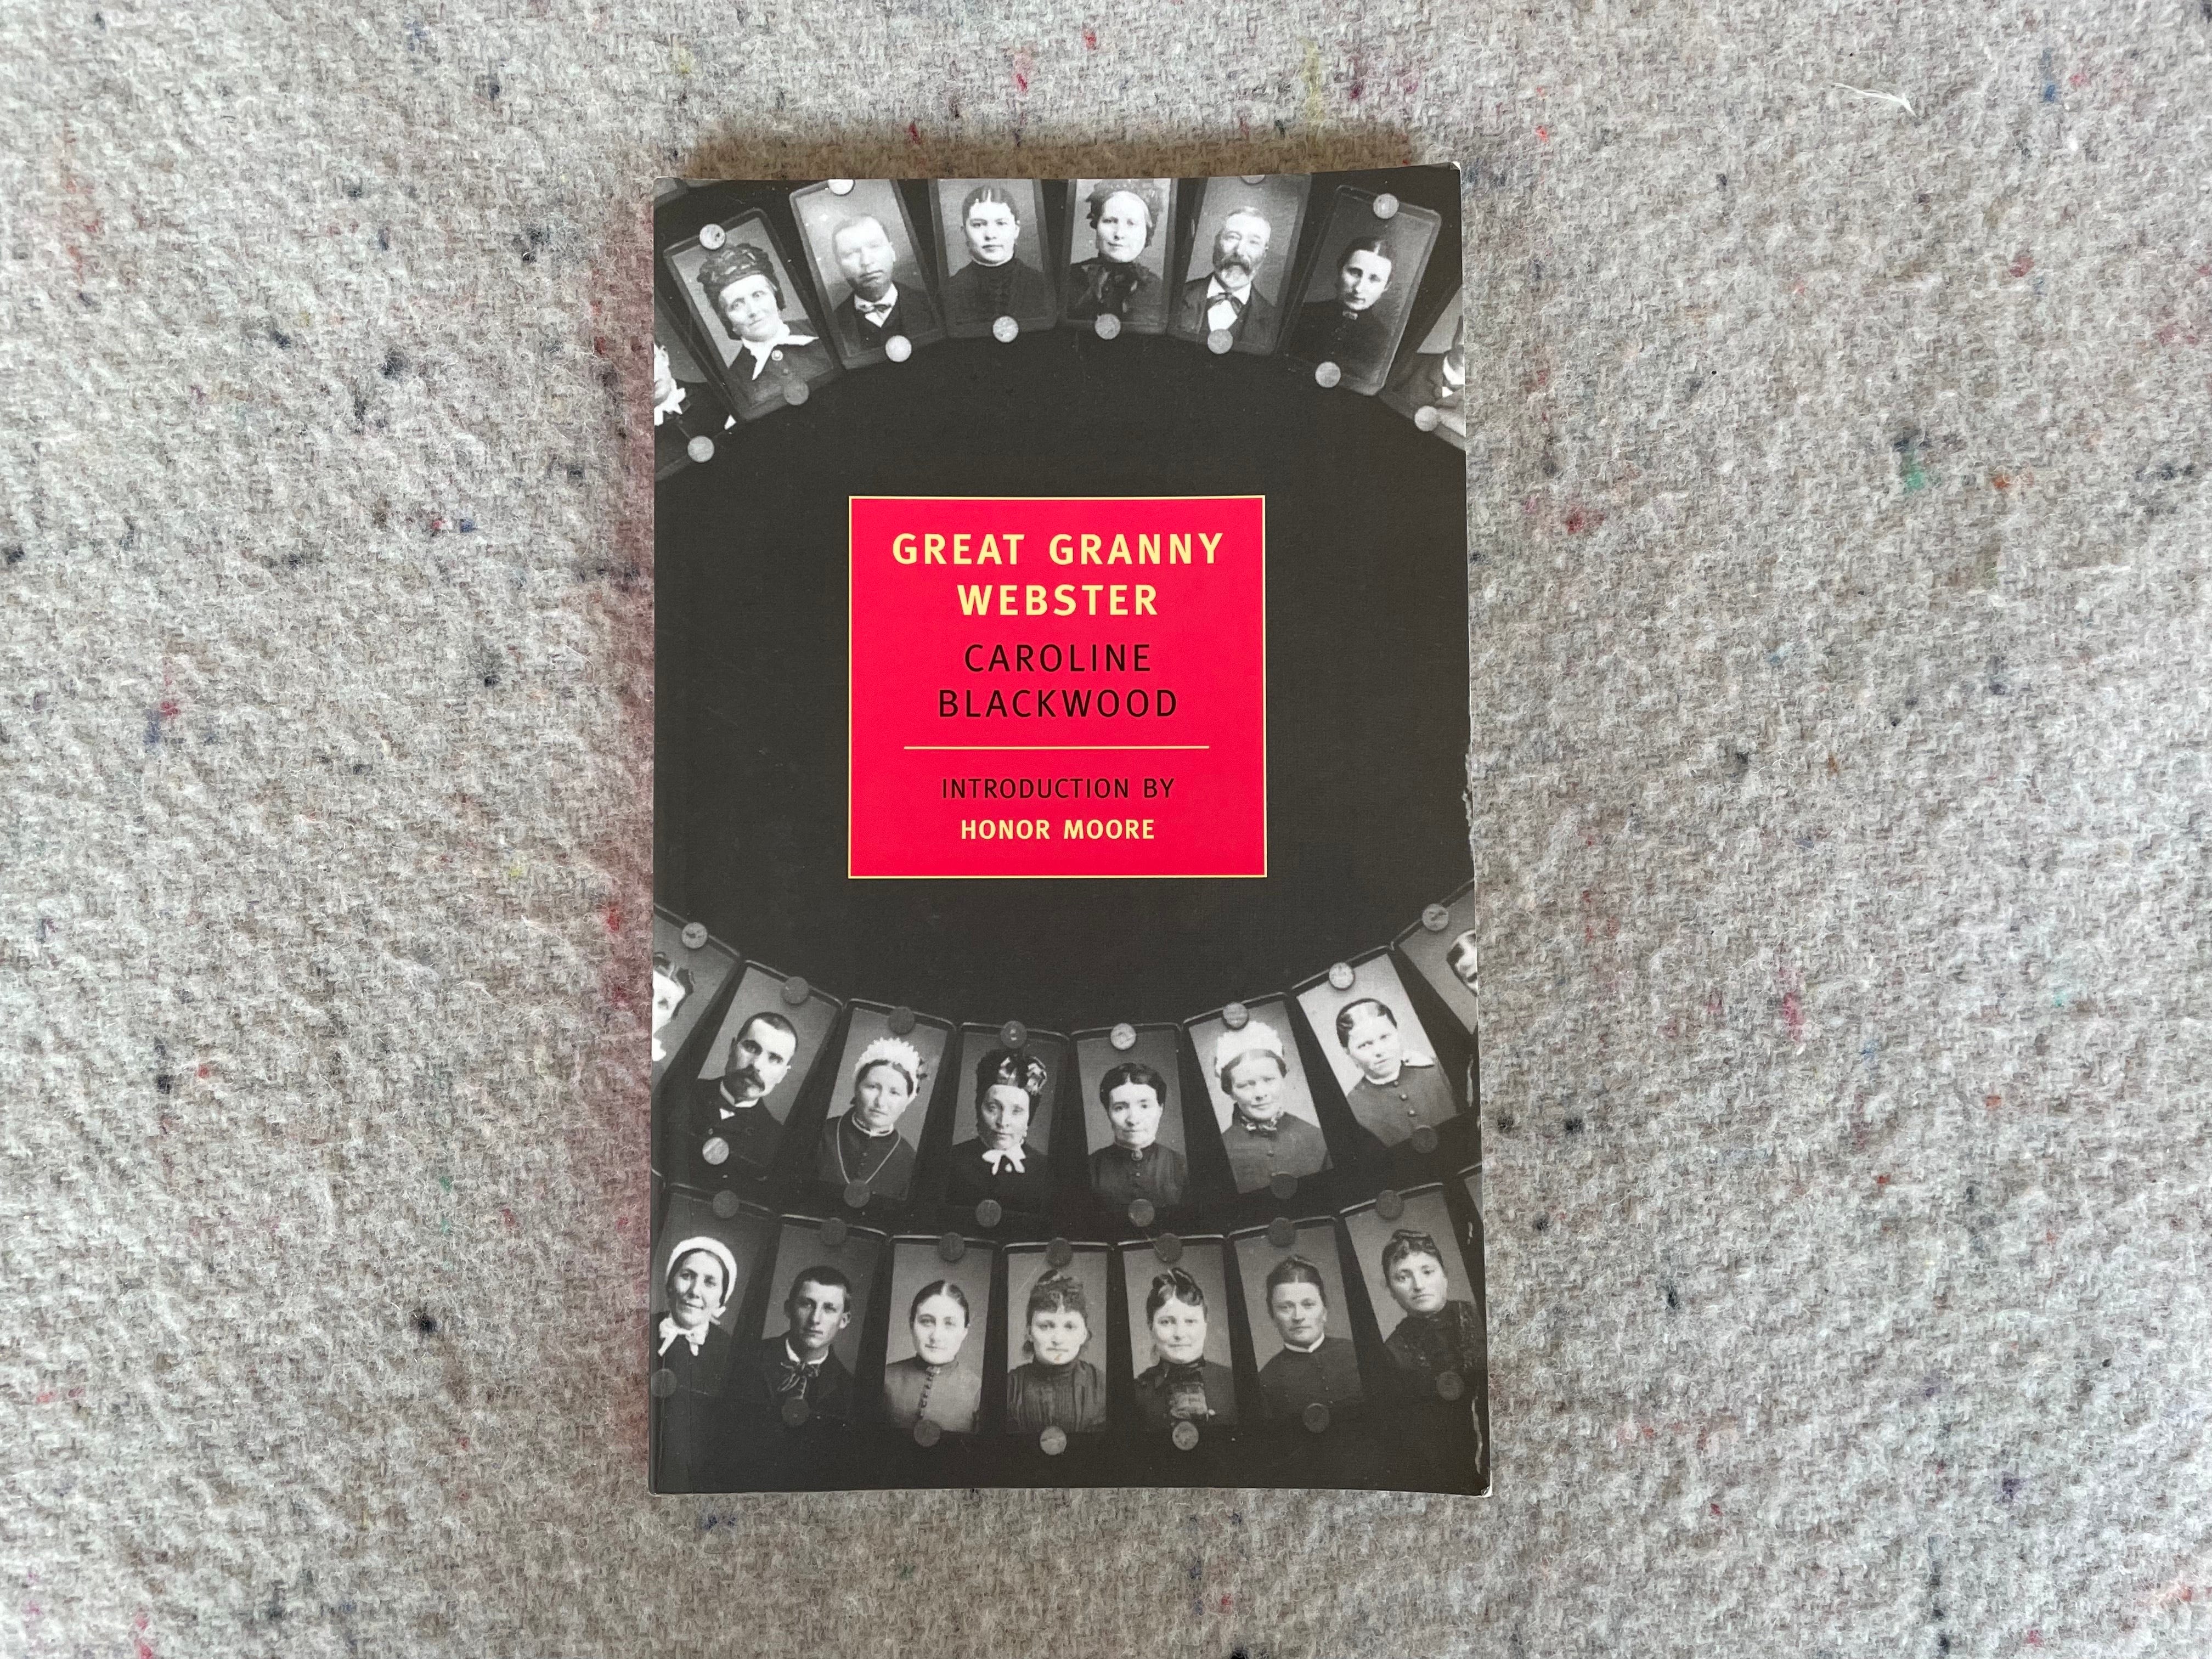 GREAT GRANNY
WEBSTER
CAROLINE
BLACKWOOD
INTRODUCTION BY
HONOR MOORE